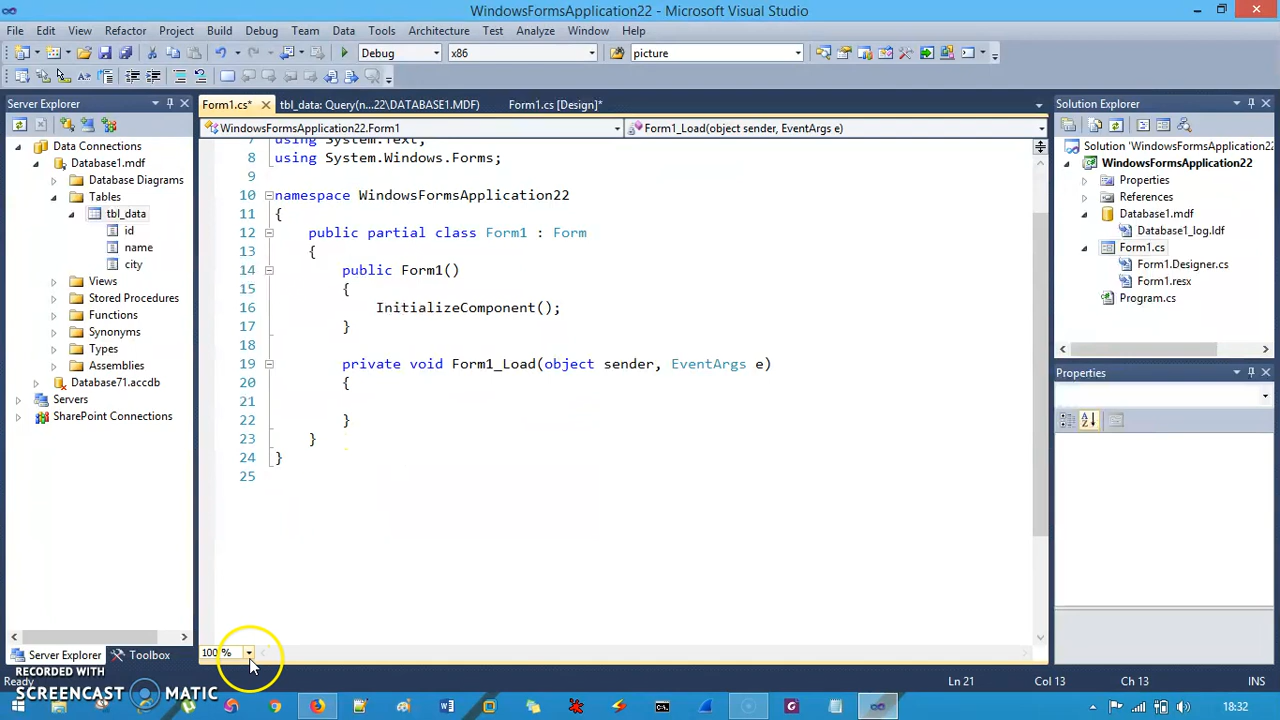 WindowsFormsApplication22 - Microsoft Visual Studio
File Edit View Refactor Project Build Debug Team Data Tools Architecture Test Analyze Window Help
Debug x86 picture
Server Explorer
Form1.cs* tbl_data: Query(n...22\DATABASE1.MDF) Form1.cs [Design]*
Solution Explorer
WindowsFormsApplication22.Form1 Form1_Load(object sender, EventArgs e)
Data Connections
Database1.mdf
Database Diagrams
Tables
tbl_data
id
name
city
Views
Stored Procedures
Functions
Synonyms
Types
Assemblies
Database71.accdb
Servers
SharePoint Connections
7 using System.Text;
8 using System.Windows.Forms;
9
10 namespace WindowsFormsApplication22
11 {
12 public partial class Form1 : Form
13 {
14 public Form1()
15 {
16 InitializeComponent();
17 }
18
19 private void Form1_Load(object sender, EventArgs e)
20 {
21
22 }
23 }
24 }
25
Solution 'WindowsFormsApplication22
WindowsFormsApplication22
Properties
References
Database1.mdf
Database1_log.ldf
Form1.cs
Form1.Designer.cs
Form1.resx
Program.cs
Properties
100 %
Server Explorer Toolbox
Ready Ln 21 Col 13 Ch 13 INS
RECORDED WITH
SCREENCAST MATIC
18:32